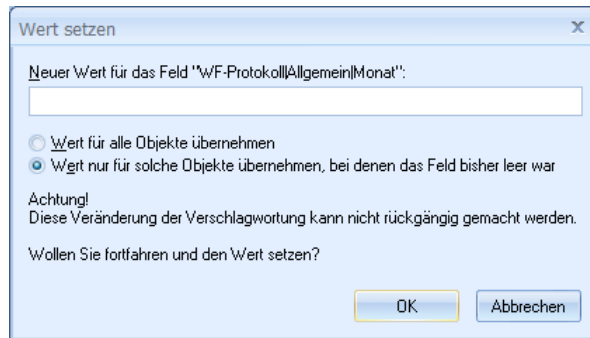 Wert setzen
Neuer Wert für das Feld "WF-Protokoll|Allgemein|Monat":
Wert für alle Objekte übernehmen
Wert nur für solche Objekte übernehmen, bei denen das Feld bisher leer war
Achtung!
Diese Veränderung der Verschlagwortung kann nicht rückgängig gemacht werden.
Wollen Sie fortfahren und den Wert setzen?
OK Abbrechen